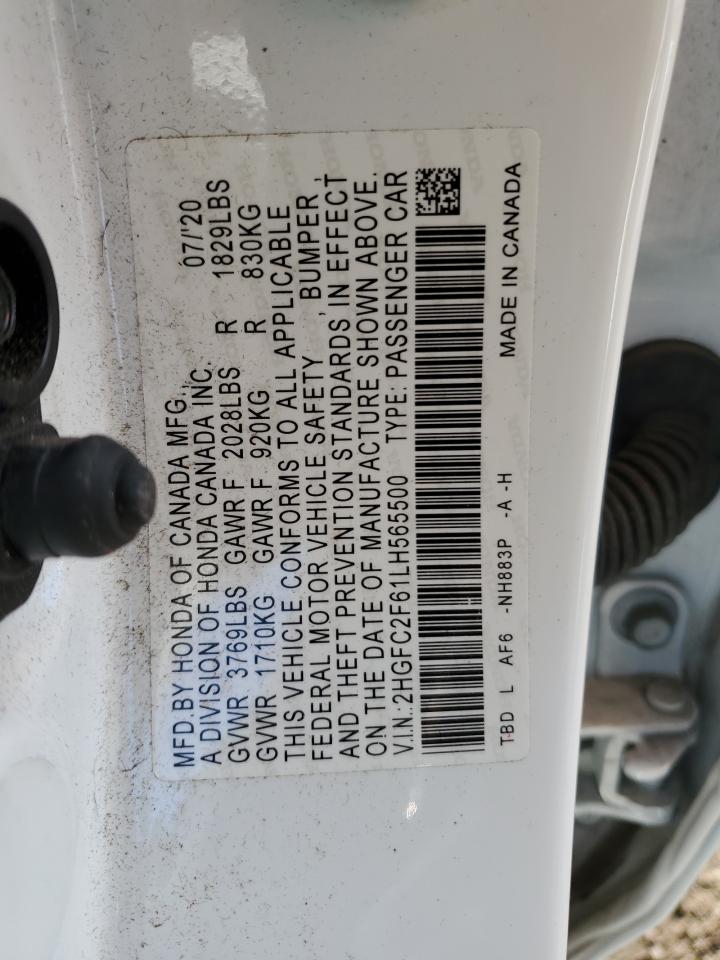 MFD.BY HONDA OF CANADA MFG., 07/'20
A DIVISION OF HONDA CANADA INC.
GVWR 3769LBS GAWR F 2028LBS R 1829LBS
GVWR 1710KG GAWR F 920KG R 830KG
THIS VEHICLE CONFORMS TO ALL APPLICABLE
FEDERAL MOTOR VEHICLE SAFETY , BUMPER ,
AND THEFT PREVENTION STANDARDS IN EFFECT
ON THE DATE OF MANUFACTURE SHOWN ABOVE.
V.I.N.:2HGFC2F61LH565500 TYPE: PASSENGER CAR
TBD L AF6 -NH883P -A -H MADE IN CANADA